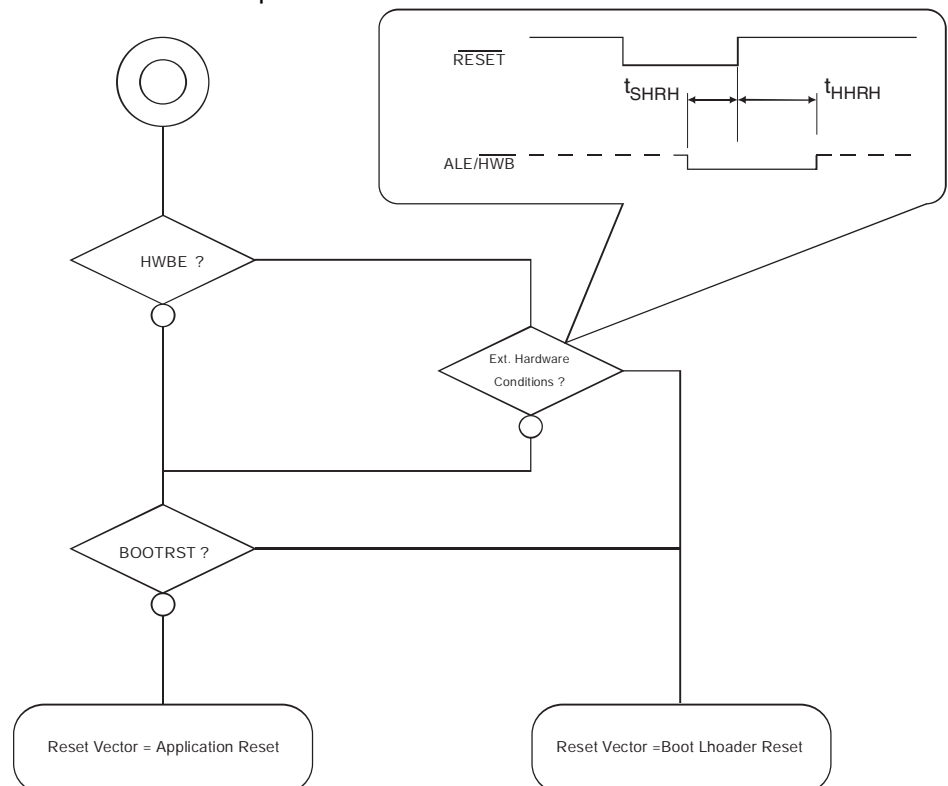 RESET
tSHRH
tHHRH
ALE/HWB
HWBE ?
Ext. Hardware
Conditions ?
BOOTRST ?
Reset Vector = Application Reset
Reset Vector =Boot Lhoader Reset